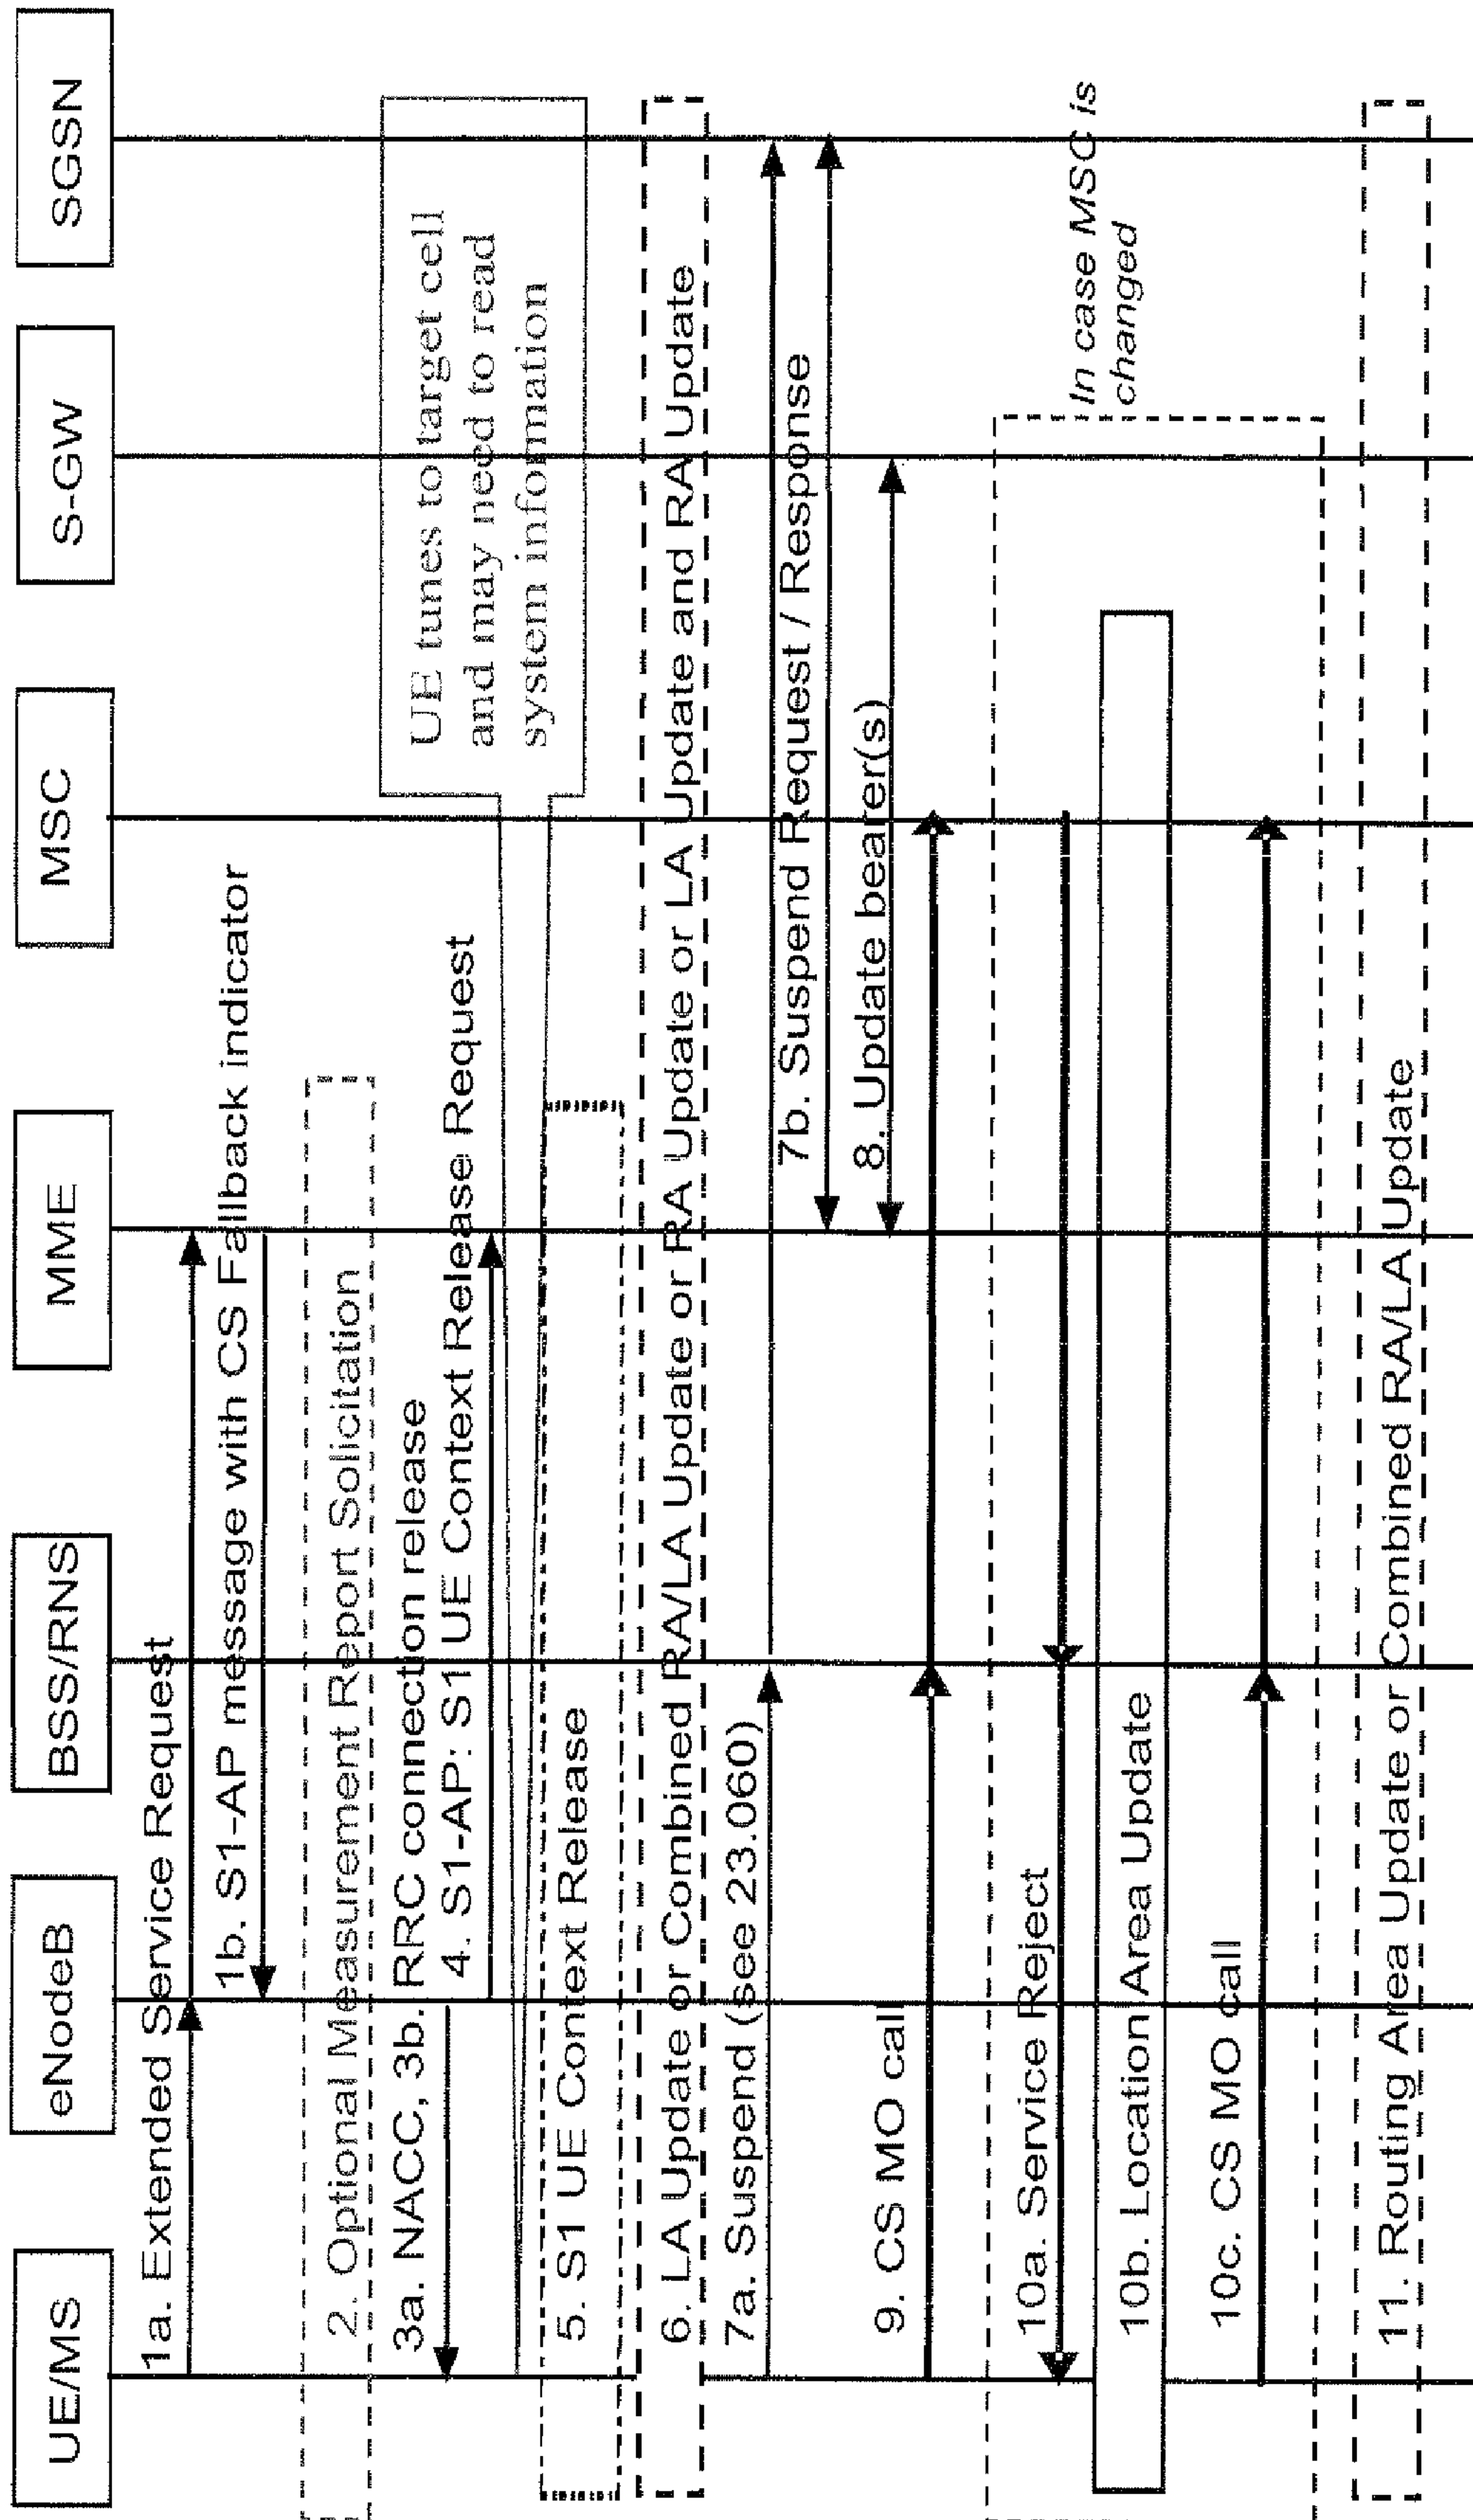 UE/MS
eNodeB
BSS/RNS
MME
MSC
S-GW
SGSN
1a. Extended Service Request
1b. S1-AP message with CS Fallback indicator
2. Optional Measurement Report Solicitation
3a. NACC, 3b. RRC connection release
4. S1-AP: S1 UE Context Release Request
UE tunes to target cell
and may need to read
system information
5. S1 UE Context Release
6. LA Update or Combined RA/LA Update or RA Update or LA Update and RA Update
7a. Suspend (see 23.060)
7b. Suspend Request / Response
8. Update bearer(s)
9. CS MO call
In case MSC is
changed
10a. Service Reject
10b. Location Area Update
10c. CS MO call
11. Routing Area Update or Combined RA/LA Update